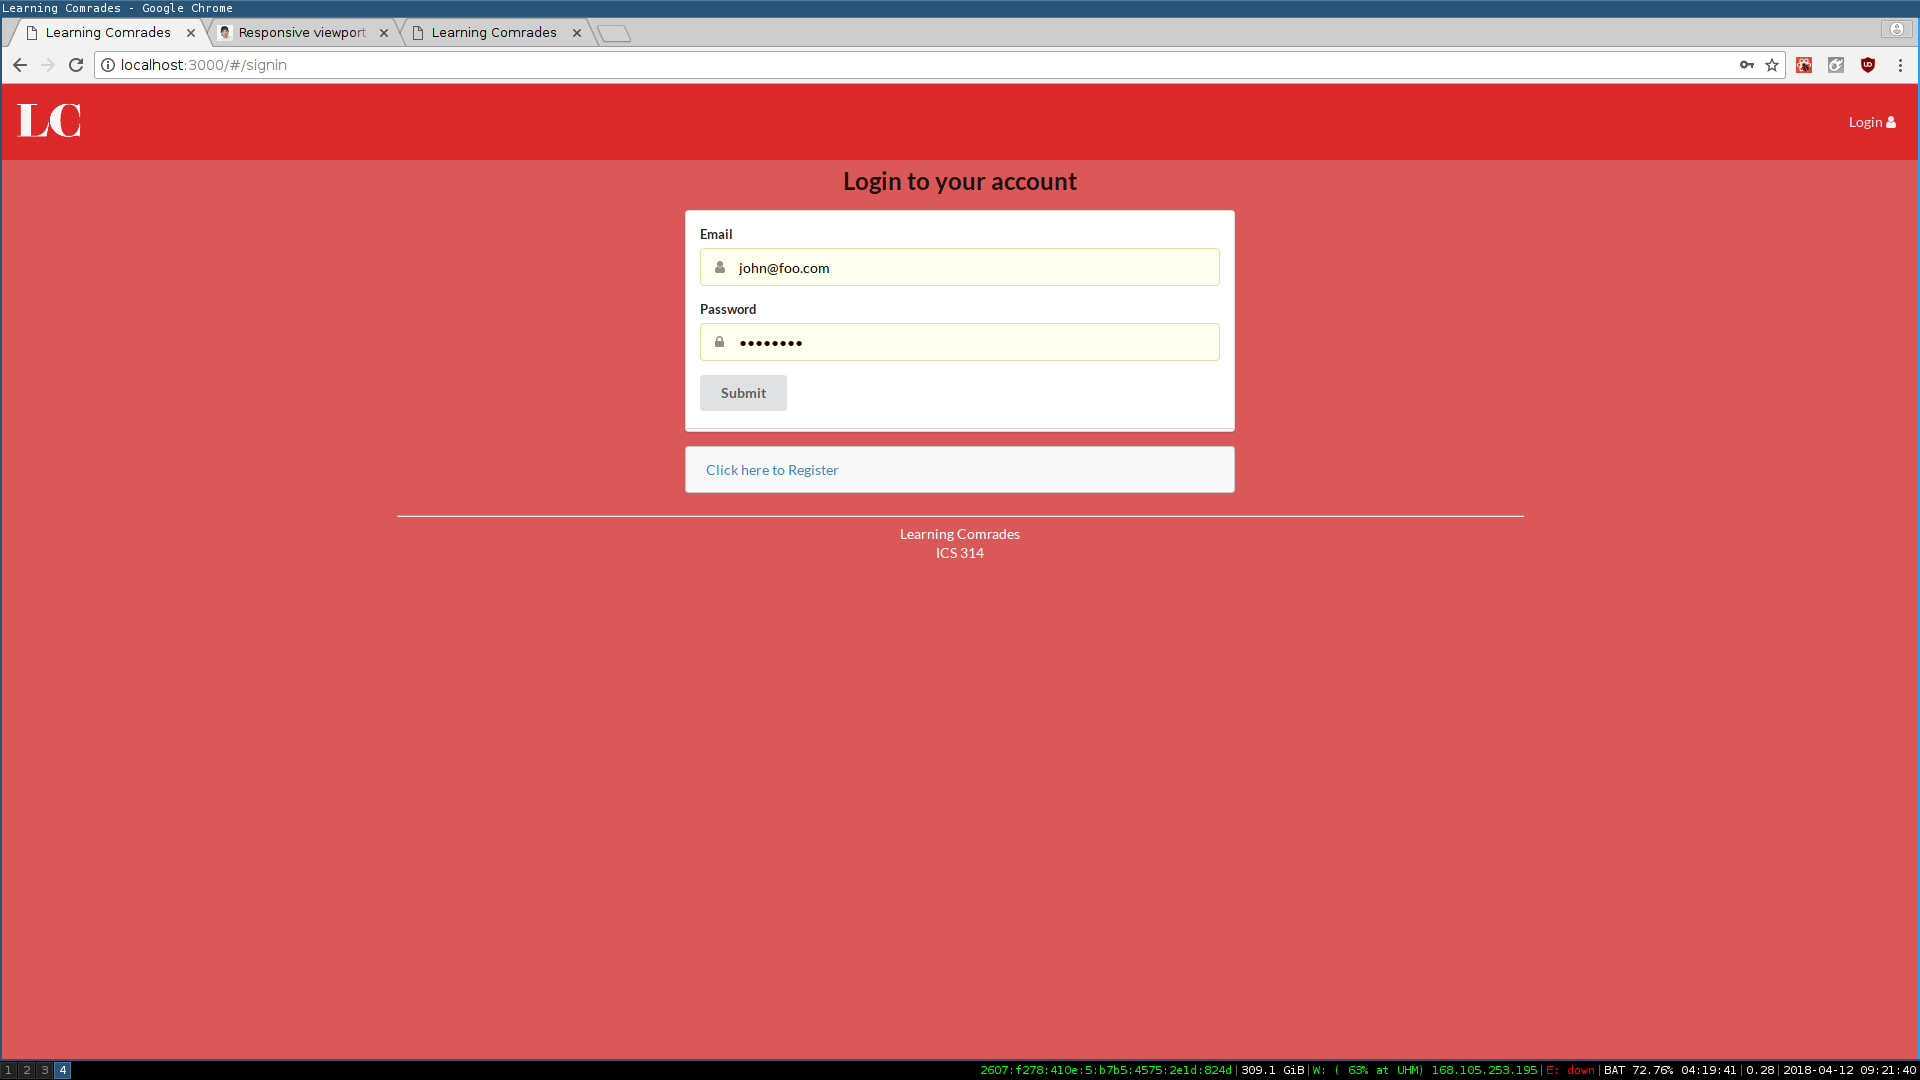 Learning Comrades - Google Chrome
Learning Comrades
Responsive viewport
Learning Comrades
localhost:3000/#/signin
LC
Login
Login to your account
Email
john@foo.com
Password
••••••••
Submit
Click here to Register
Learning Comrades
ICS 314
1 2 3 4
2607:f278:410e:5:b7b5:4575:2e1d:824d|309.1 GiB|W: ( 63% at UHM) 168.105.253.195|E: down|BAT 72.76% 04:19:41|0.28|2018-04-12 09:21:40